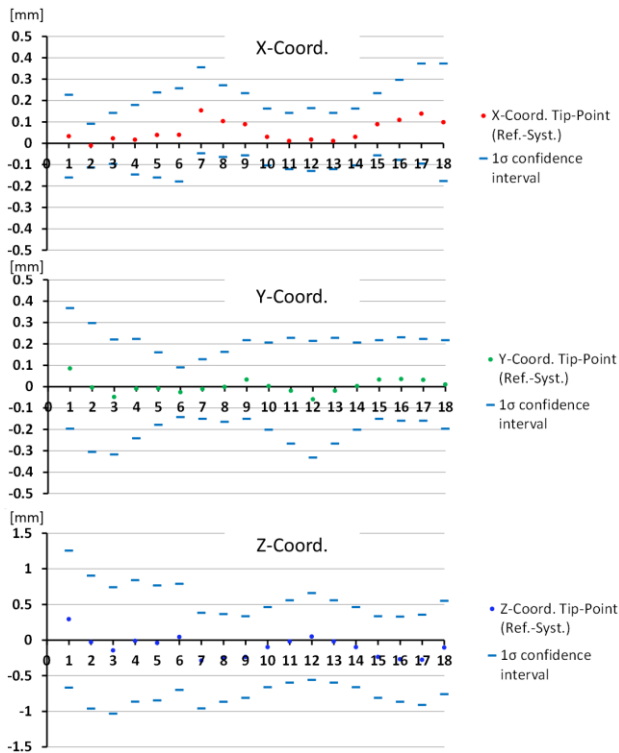 [mm]
X-Coord.
0.5
0.4
0.3
0.2
0.1
0
-0.1
-0.2
-0.3
-0.4
-0.5
0 1 2 3 4 5 6 7 8 9 10 11 12 13 14 15 16 17 18
X-Coord. Tip-Point
(Ref.-Syst.)
1σ confidence
interval
[mm]
Y-Coord.
0.5
0.4
0.3
0.2
0.1
0
-0.1
-0.2
-0.3
-0.4
-0.5
0 1 2 3 4 5 6 7 8 9 10 11 12 13 14 15 16 17 18
Y-Coord. Tip-Point
(Ref.-Syst.)
1σ confidence
interval
[mm]
Z-Coord.
1.5
1
0.5
0
-0.5
-1
-1.5
0 1 2 3 4 5 6 7 8 9 10 11 12 13 14 15 16 17 18
Z-Coord. Tip-Point
(Ref.-Syst.)
1σ confidence
interval